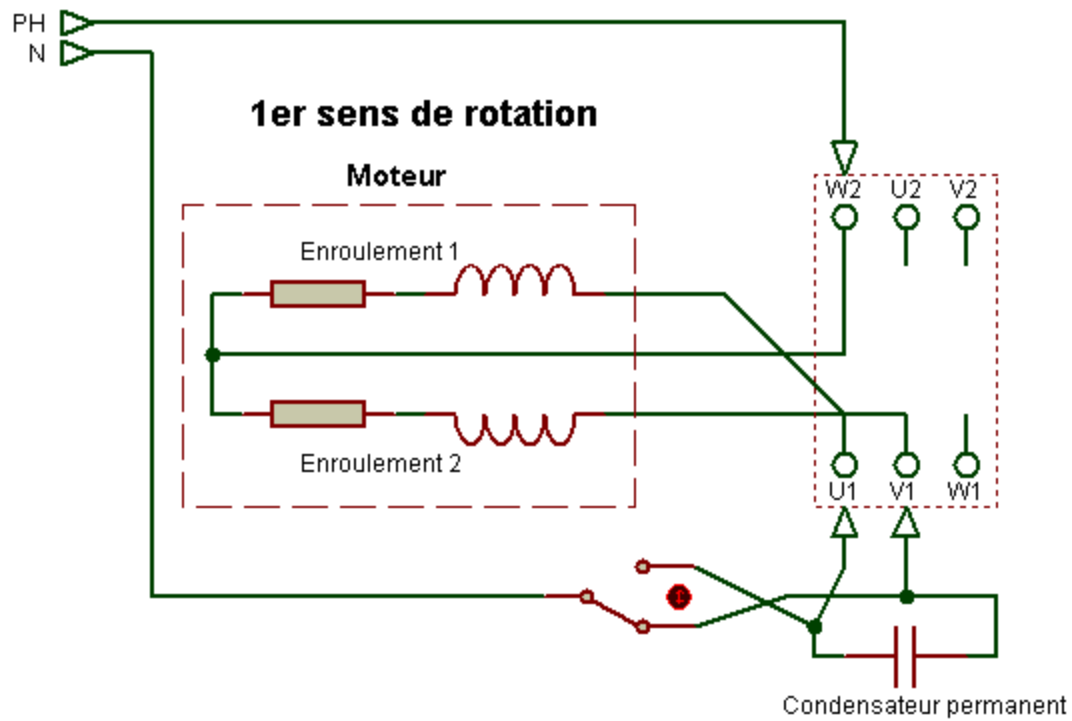 PH
N
1er sens de rotation
Moteur
W2 U2 V2
Enroulement 1
Enroulement 2
U1 V1 W1
Condensateur permanent